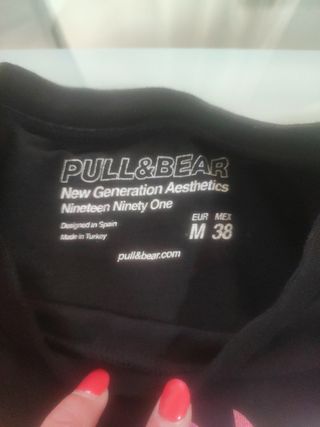 PULL&BEAR
New Generation Aesthetics
Nineteen Ninety One
Designed in Spain
Made in Turkey
EUR MEX
M 38
pull&bear.com